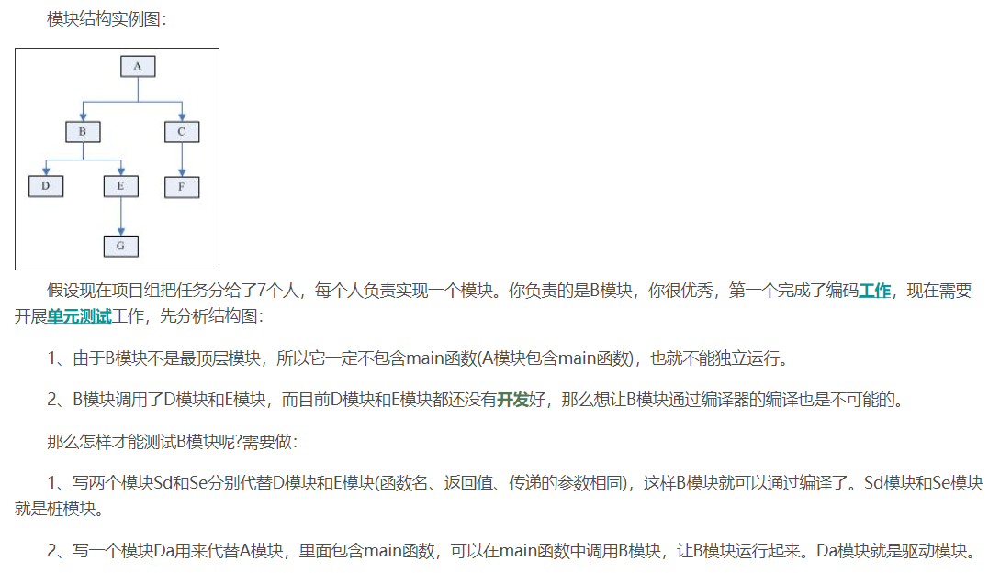 模块结构实例图：
A
B
C
D
E
F
G
假设现在项目组把任务分给了7个人，每个人负责实现一个模块。你负责的是B模块，你很优秀，第一个完成了编码工作，现在需要
开展单元测试工作，先分析结构图：
1、由于B模块不是最顶层模块，所以它一定不包含main函数(A模块包含main函数)，也就不能独立运行。
2、B模块调用了D模块和E模块，而目前D模块和E模块都还没有开发好，那么想让B模块通过编译器的编译也是不可能的。
那么怎样才能测试B模块呢?需要做：
1、写两个模块Sd和Se分别代替D模块和E模块(函数名、返回值、传递的参数相同)，这样B模块就可以通过编译了。Sd模块和Se模块
就是桩模块。
2、写一个模块Da用来代替A模块，里面包含main函数，可以在main函数中调用B模块，让B模块运行起来。Da模块就是驱动模块。